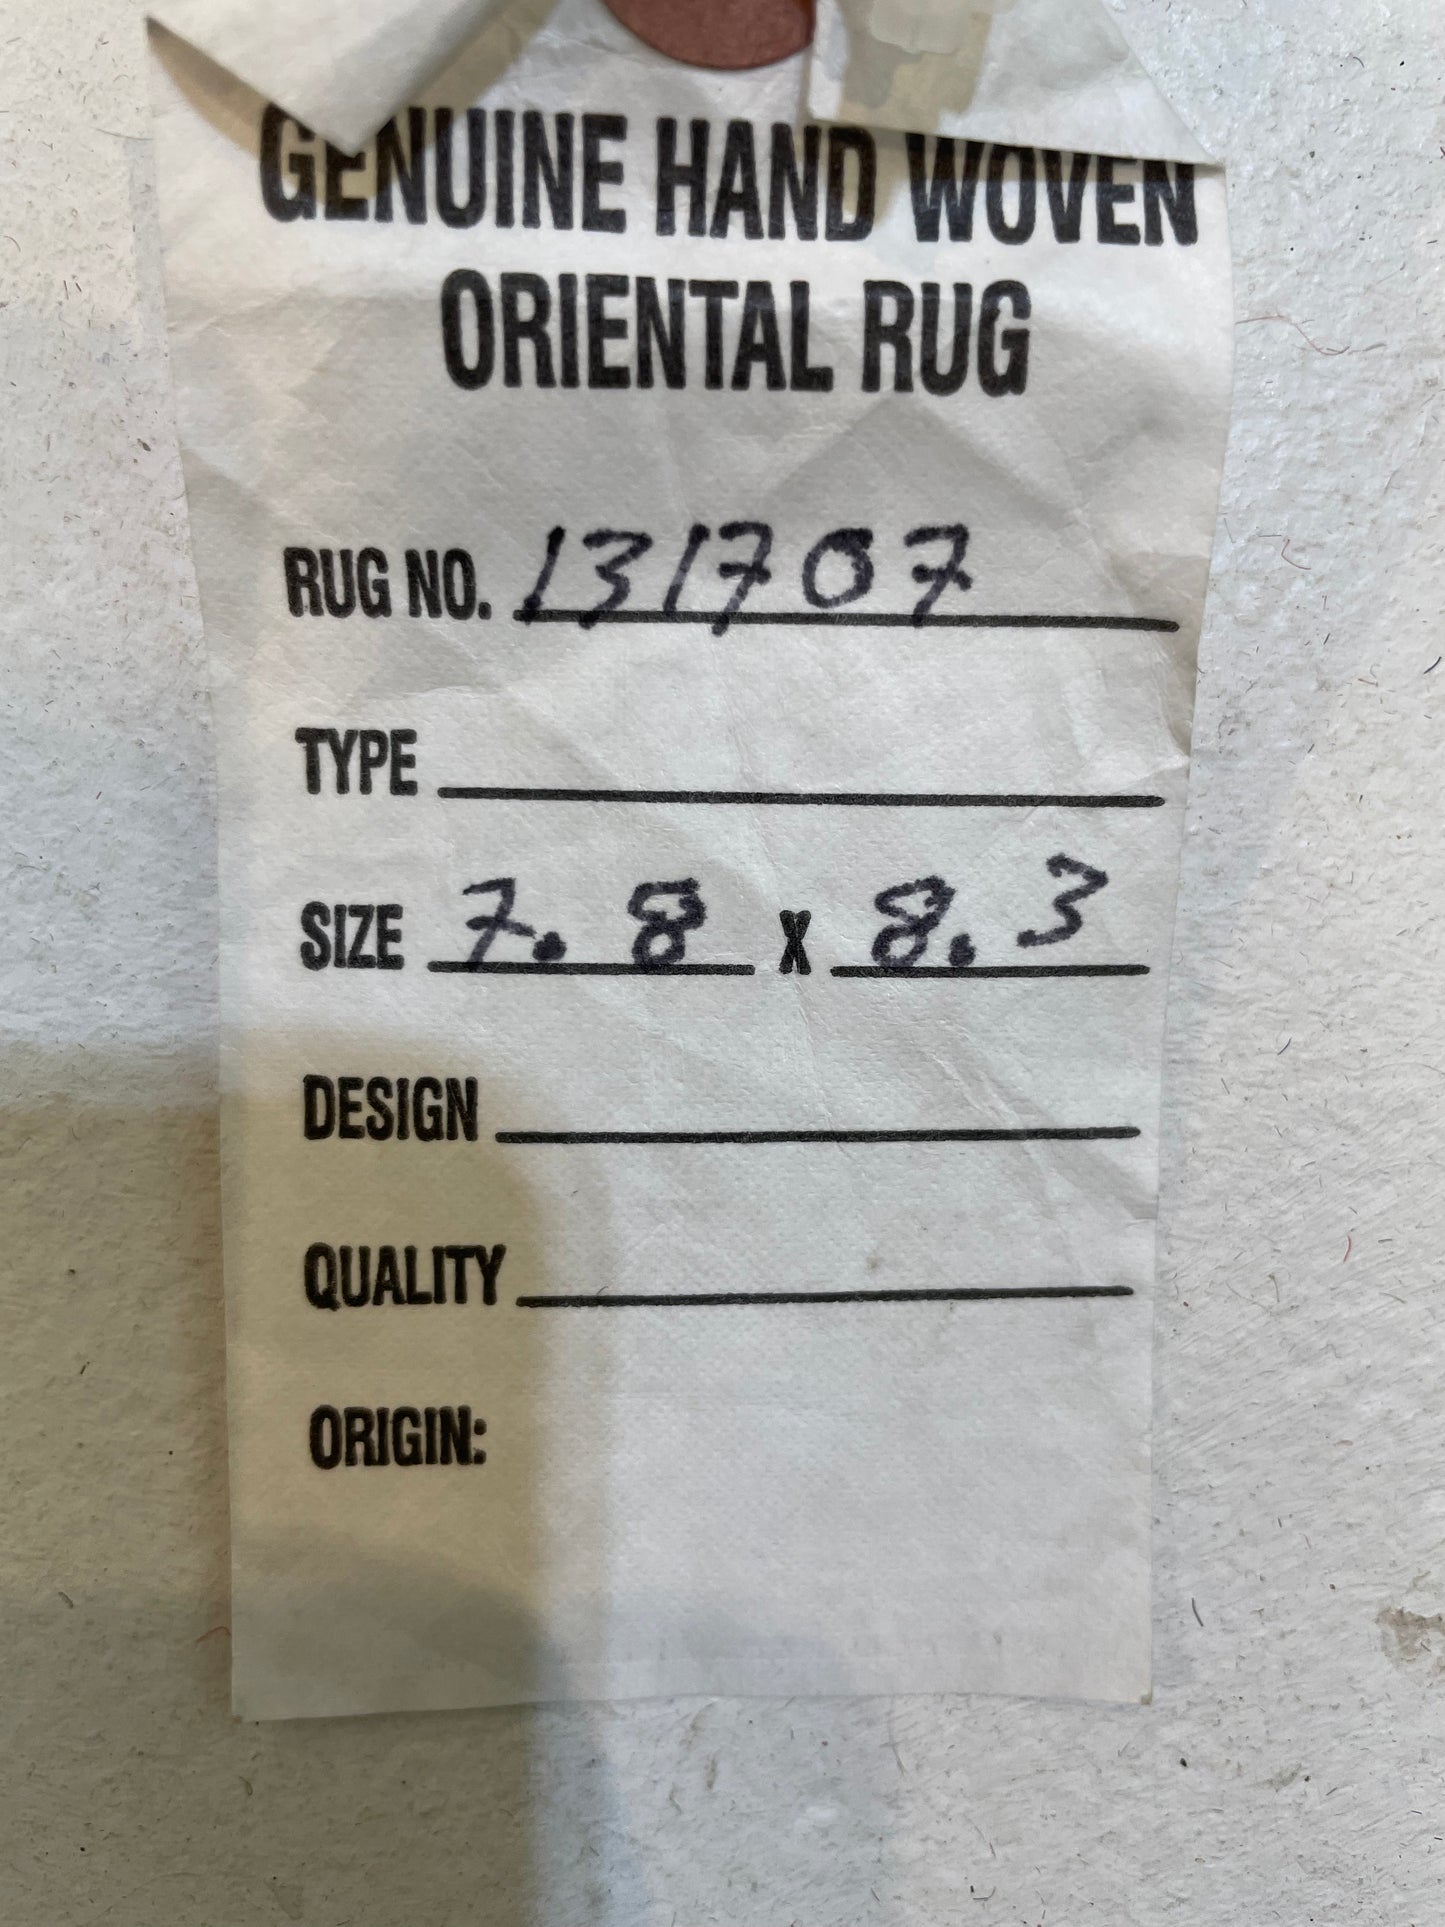 GENUINE HAND WOVEN
ORIENTAL RUG
RUG NO. 131707
TYPE
SIZE 7.8 X 8.3
DESIGN
QUALITY
ORIGIN: